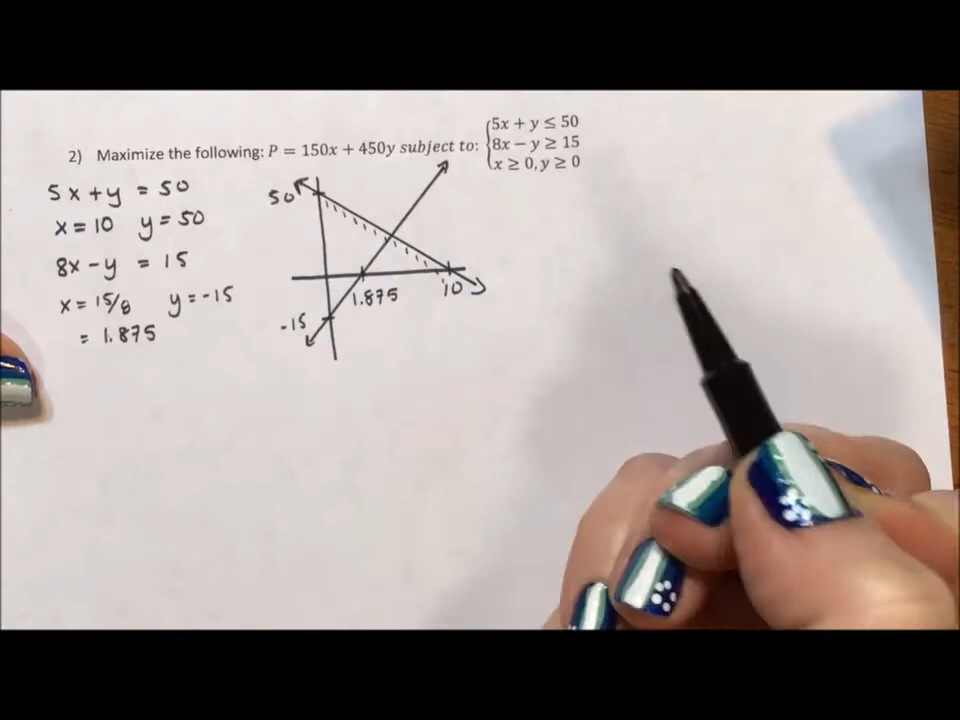 2) Maximize the following: P = 150x + 450y subject to: {5x + y ≤ 50
8x − y ≥ 15
x ≥ 0, y ≥ 0
5x + y = 50
x = 10 y = 50
8x − y = 15
x = 15/8 y = -15
= 1.875
50
1.875
10
-15